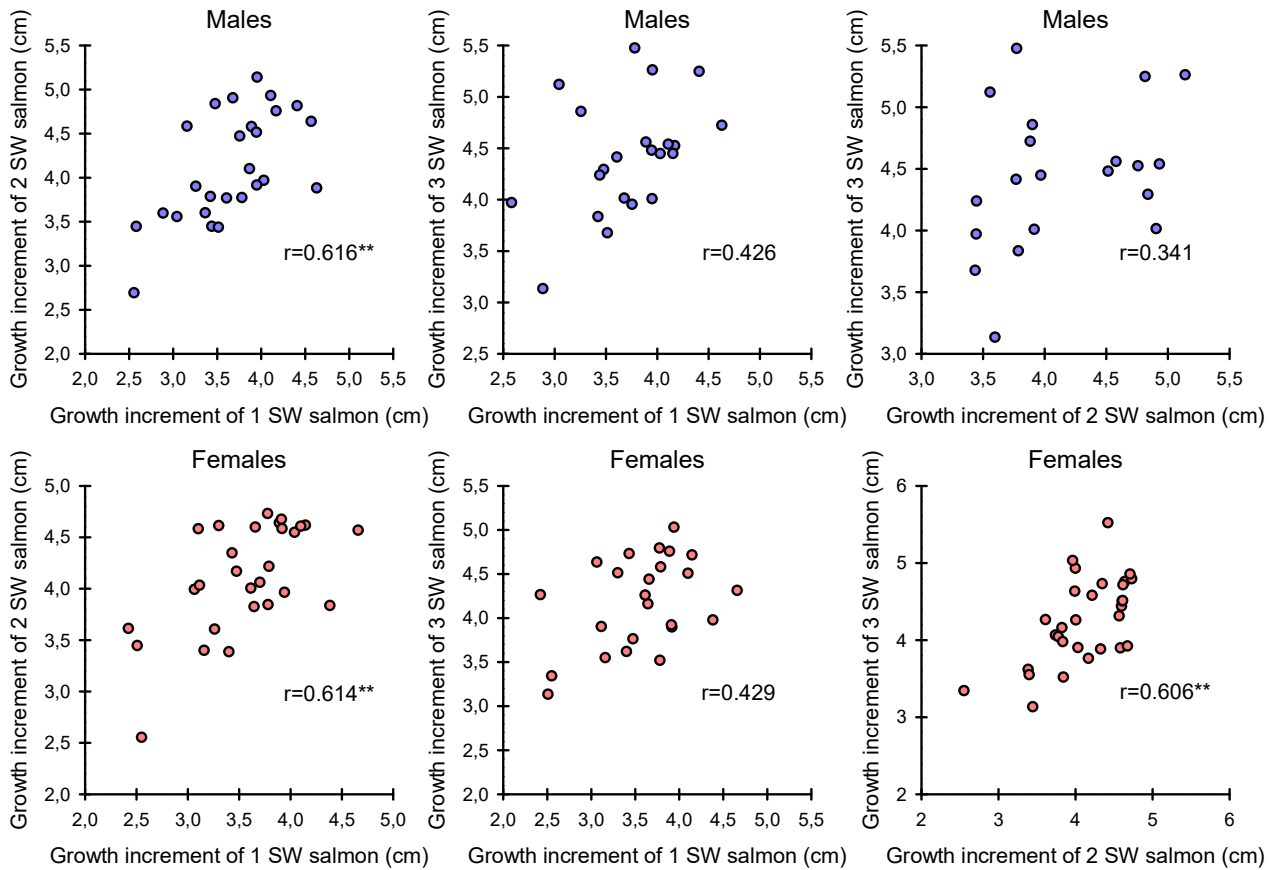 Males
Growth increment of 2 SW salmon (cm)
5,5
5,0
4,5
4,0
3,5
3,0
2,5
2,0
r=0.616**
2,0 2,5 3,0 3,5 4,0 4,5 5,0 5,5
Growth increment of 1 SW salmon (cm)
Males
Growth increment of 3 SW salmon (cm)
5,5
5,0
4,5
4,0
3,5
3,0
2,5
r=0.426
2,5 3,0 3,5 4,0 4,5 5,0 5,5
Growth increment of 1 SW salmon (cm)
Males
Growth increment of 3 SW salmon (cm)
5,5
5,0
4,5
4,0
3,5
3,0
r=0.341
3,0 3,5 4,0 4,5 5,0 5,5
Growth increment of 2 SW salmon (cm)
Females
Growth increment of 2 SW salmon (cm)
5,0
4,5
4,0
3,5
3,0
2,5
2,0
r=0.614**
2,0 2,5 3,0 3,5 4,0 4,5 5,0
Growth increment of 1 SW salmon (cm)
Females
Growth increment of 3 SW salmon (cm)
5,5
5,0
4,5
4,0
3,5
3,0
2,5
2,0
r=0.429
2,0 2,5 3,0 3,5 4,0 4,5 5,0 5,5
Growth increment of 1 SW salmon (cm)
Females
Growth increment of 3 SW salmon (cm)
6
5
4
3
2
r=0.606**
2 3 4 5 6
Growth increment of 2 SW salmon (cm)